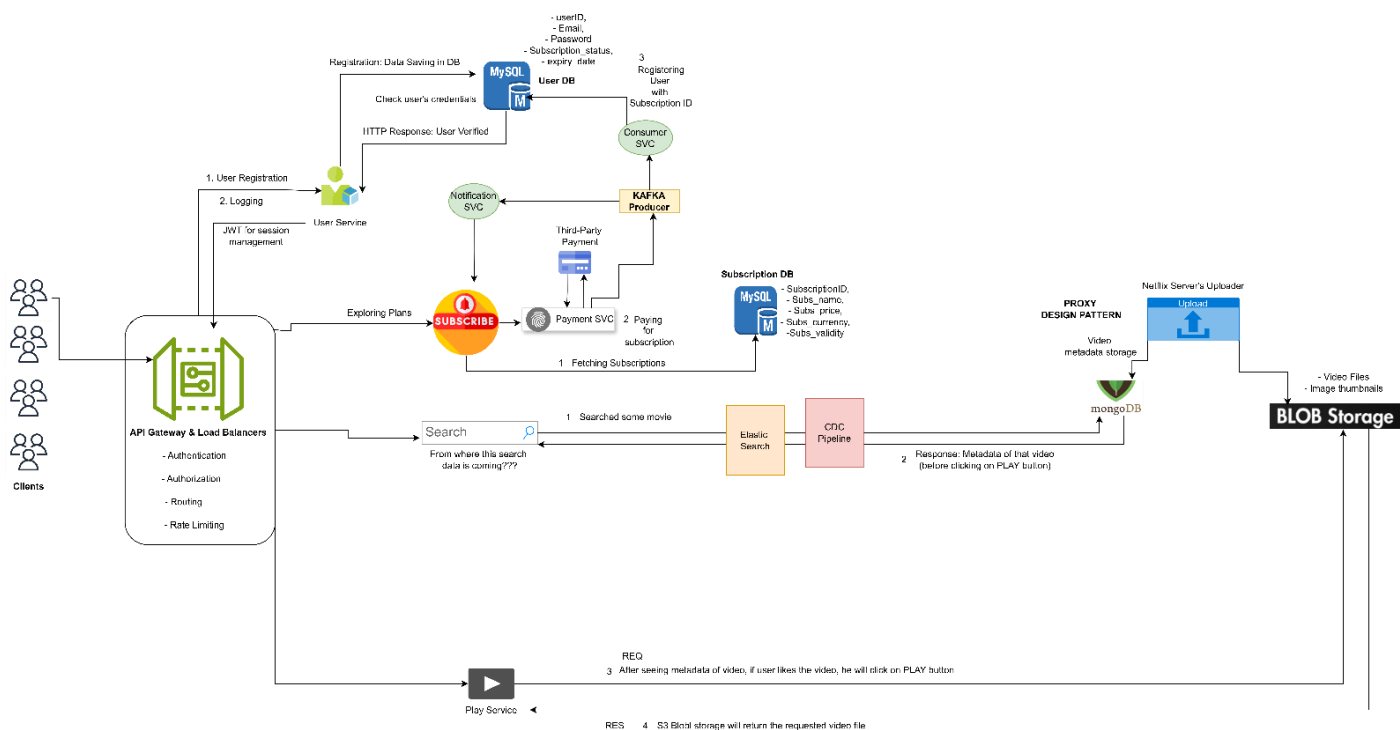 - userID,
- Email,
- Password
- Subscription_status,
- expiry_date
MySQL
M
User DB
Registration: Data Saving in DB
Check user's credentials
HTTP Response: User Verified
3
Registering
User
with
Subscription ID
Consumer
SVC
1. User Registration
2. Logging
User Service
JWT for session
management
Notification
SVC
KAFKA
Producer
Third-Party
Payment
SUBSCRIBE
Payment SVC
2 Paying
for
subscription
Exploring Plans
1 Fetching Subscriptions
Subscription DB
MySQL
M
- SubscriptionID,
- Subs_name,
- Subs_price,
- Subs_currency,
-Subs_validity
Netflix Server's Uploader
Upload
PROXY
DESIGN PATTERN
Video
metadata storage
mongoDB
- Video Files
- Image thumbnails
BLOB Storage
Clients
API Gateway & Load Balancers
- Authentication
- Authorization
- Routing
- Rate Limiting
Search
From where this search
data is coming???
1 Searched some movie
Elastic
Search
CDC
Pipeline
2 Response: Metadata of that video
(before clicking on PLAY button)
REQ
3 After seeing metadata of video, if user likes the video, he will click on PLAY button
Play Service
RES 4 S3 Blobl storage will return the requested video file